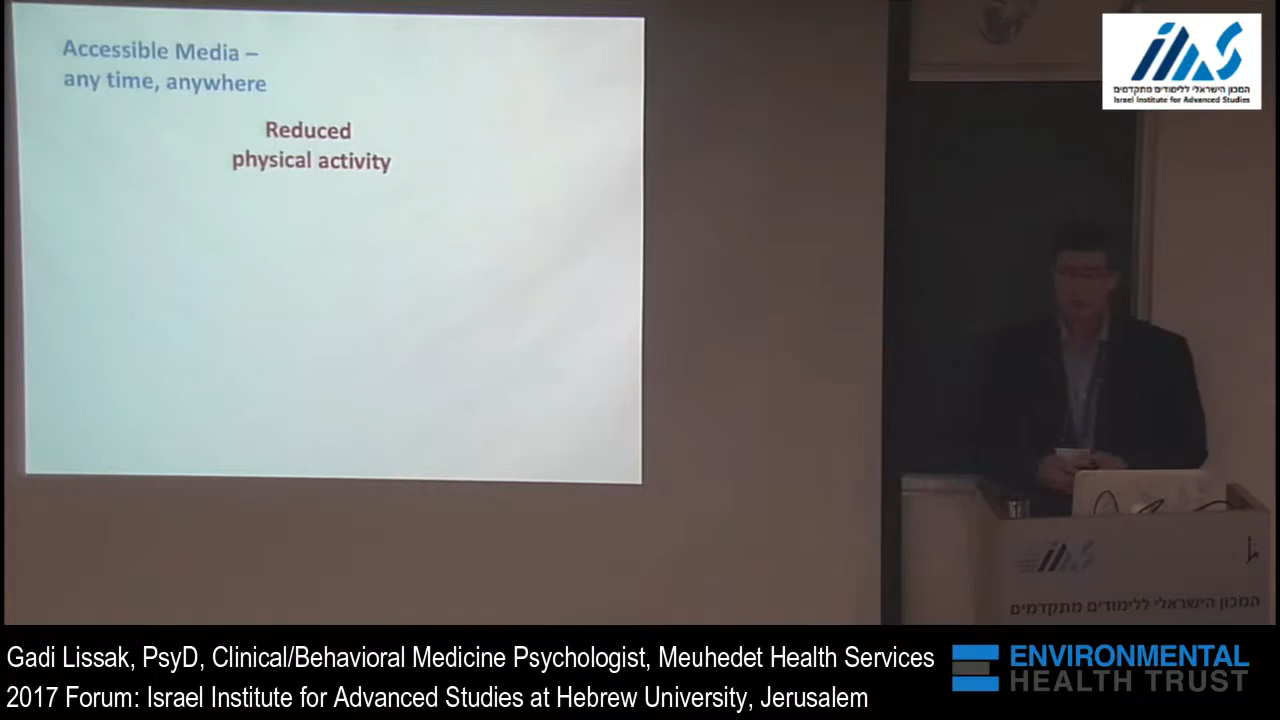 Accessible Media –
any time, anywhere
Reduced
physical activity
המכון הישראלי ללימודים מתקדמים
Israel Institute for Advanced Studies
המכון הישראלי ללימודים מתקדמים
Gadi Lissak, PsyD, Clinical/Behavioral Medicine Psychologist, Meuhedet Health Services
2017 Forum: Israel Institute for Advanced Studies at Hebrew University, Jerusalem
ENVIRONMENTAL
HEALTH TRUST